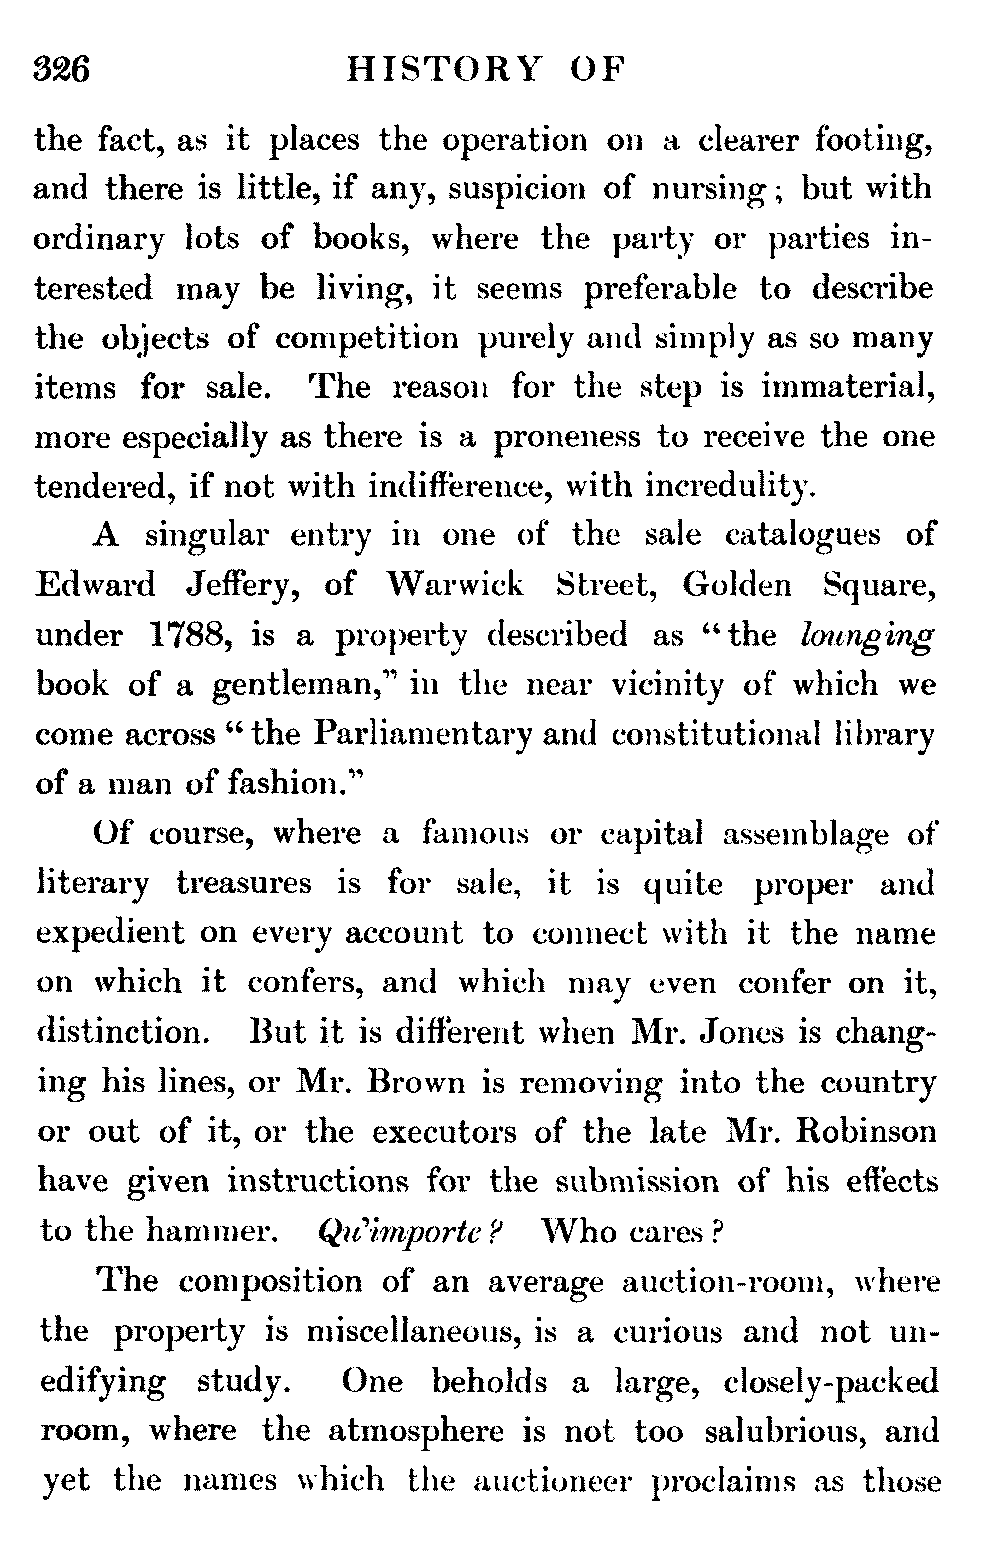 326 HISTORY OF
the fact, as it places the operation on a clearer footing,
and there is little, if any, suspicion of nursing; but with
ordinary lots of books, where the party or parties in-
terested may be living, it seems preferable to describe
the objects of competition purely and simply as so many
items for sale. The reason for the step is immaterial,
more especially as there is a proneness to receive the one
tendered, if not with indifference, with incredulity.
A singular entry in one of the sale catalogues of
Edward Jeffery, of Warwick Street, Golden Square,
under 1788, is a property described as “the lounging
book of a gentleman,” in the near vicinity of which we
come across “the Parliamentary and constitutional library
of a man of fashion.”
Of course, where a famous or capital assemblage of
literary treasures is for sale, it is quite proper and
expedient on every account to connect with it the name
on which it confers, and which may even confer on it,
distinction. But it is different when Mr. Jones is chang-
ing his lines, or Mr. Brown is removing into the country
or out of it, or the executors of the late Mr. Robinson
have given instructions for the submission of his effects
to the hammer. Qu'importe? Who cares?
The composition of an average auction-room, where
the property is miscellaneous, is a curious and not un-
edifying study. One beholds a large, closely-packed
room, where the atmosphere is not too salubrious, and
yet the names which the auctioneer proclaims as those